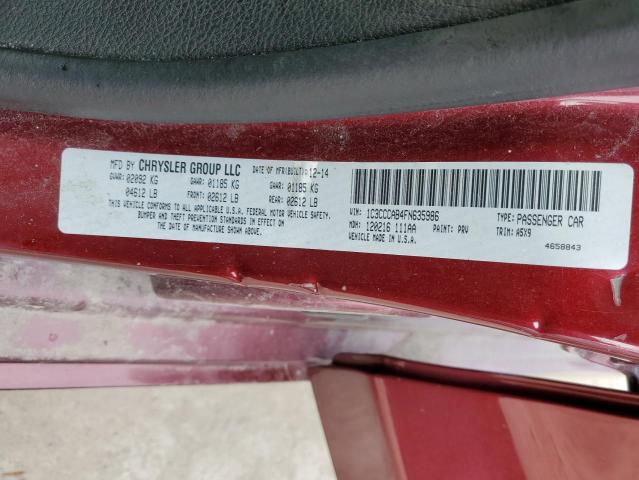 MFD BY CHRYSLER GROUP LLC DATE OF MFR(BUILT): 12-14
GVWR: 02092 KG GAWR: 01185 KG GAWR: 01185 KG
04612 LB FRONT: 02612 LB REAR: 02612 LB
THIS VEHICLE CONFORMS TO ALL APPLICABLE U.S.A. FEDERAL MOTOR VEHICLE SAFETY,
BUMPER AND THEFT PREVENTION STANDARDS IN EFFECT ON
THE DATE OF MANUFACTURE SHOWN ABOVE.
VIN: 1C3CCCAB4FN635986 TYPE: PASSENGER CAR
MDH: 120216 111AA PAINT: PRV TRIM: A5X9
VEHICLE MADE IN U.S.A. 4658843